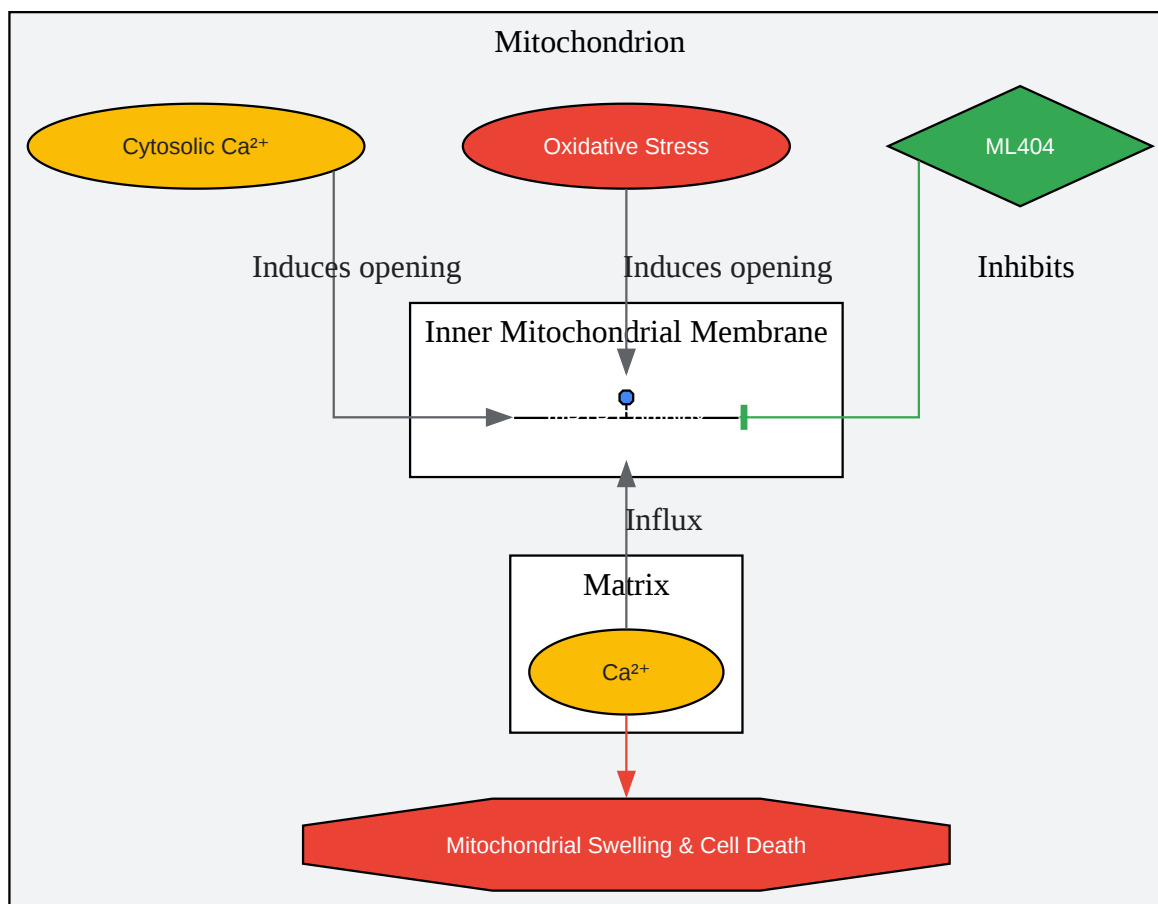 Mitochondrion
Cytosolic Ca²⁺
Oxidative Stress
ML404
Induces opening
Induces opening
Inhibits
Inner Mitochondrial Membrane
Influx
Matrix
Ca²⁺
Mitochondrial Swelling & Cell Death